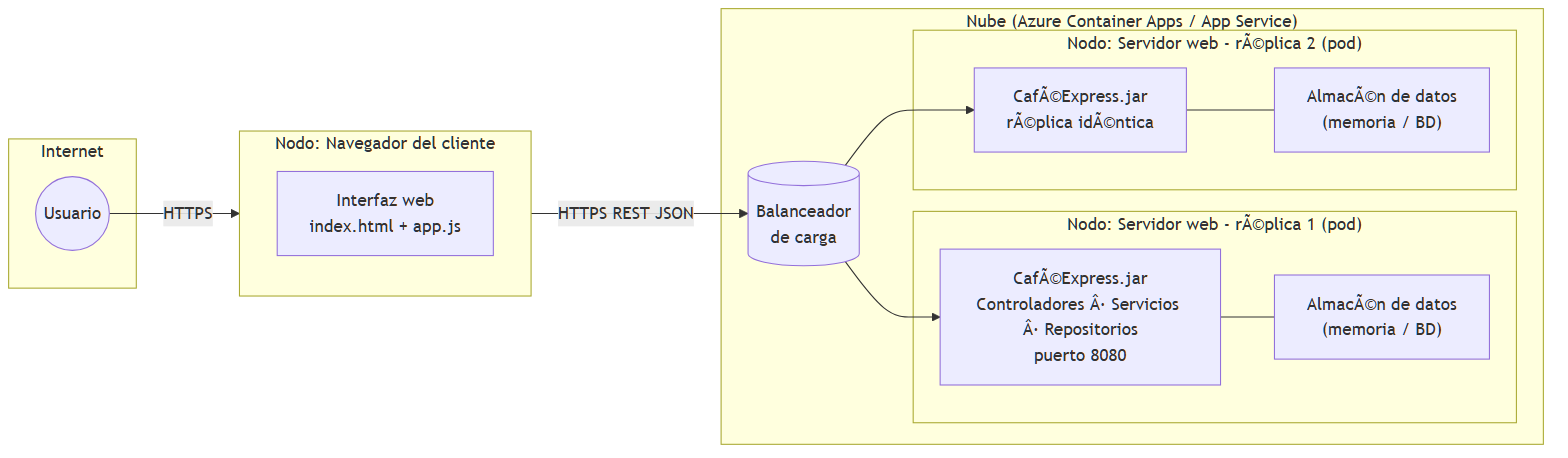 Internet
Usuario
HTTPS
Nodo: Navegador del cliente
Interfaz web
index.html + app.js
HTTPS REST JSON
Nube (Azure Container Apps / App Service)
Balanceador
de carga
Nodo: Servidor web - rÃ©plica 2 (pod)
CafÃ©Express.jar
rÃ©plica idÃ©ntica
AlmacÃ©n de datos
(memoria / BD)
Nodo: Servidor web - rÃ©plica 1 (pod)
CafÃ©Express.jar
Controladores Â· Servicios
Â· Repositorios
puerto 8080
AlmacÃ©n de datos
(memoria / BD)